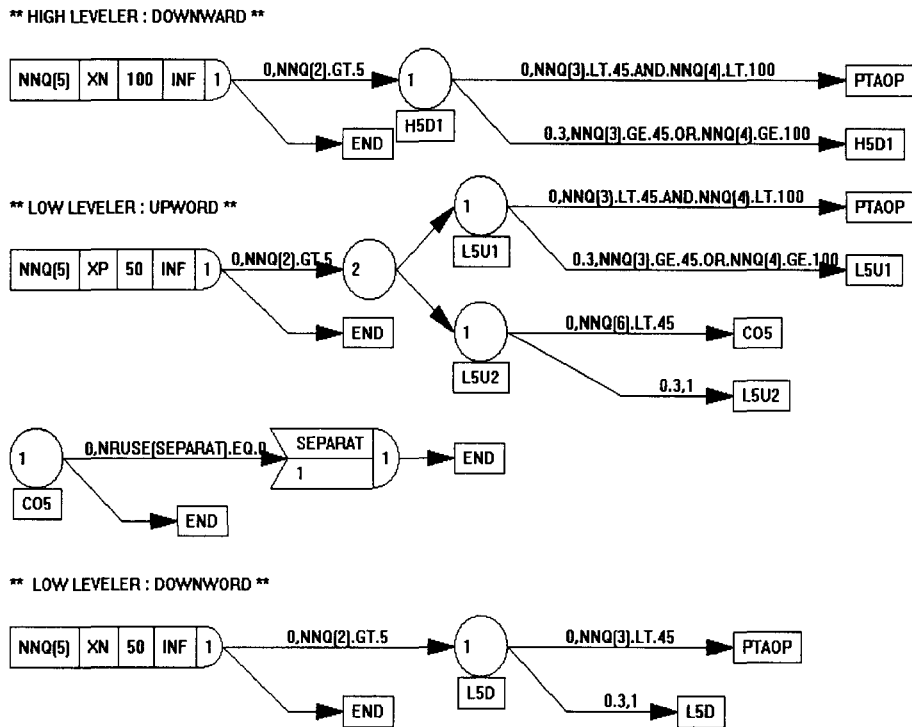 ** HIGH LEVELER : DOWNWARD **
NNQ(5) XN 100 INF 1
0,NNQ(2).GT.5
1
H5D1
END
0,NNQ(3).LT.45.AND.NNQ(4).LT.100
PTAOP
0.3,NNQ(3).GE.45.OR.NNQ(4).GE.100
H5D1
** LOW LEVELER : UPWORD **
NNQ(5) XP 50 INF 1
0,NNQ(2).GT.5
2
END
1
L5U1
0,NNQ(3).LT.45.AND.NNQ(4).LT.100
PTAOP
0.3,NNQ(3).GE.45.OR.NNQ(4).GE.100
L5U1
1
L5U2
0,NNQ(6).LT.45
CO5
0.3,1
L5U2
1
CO5
0,NRUSE(SEPARAT).EQ.0
SEPARAT
1
1
END
END
** LOW LEVELER : DOWNWORD **
NNQ(5) XN 50 INF 1
0,NNQ(2).GT.5
1
L5D
END
0,NNQ(3).LT.45
PTAOP
0.3,1
L5D